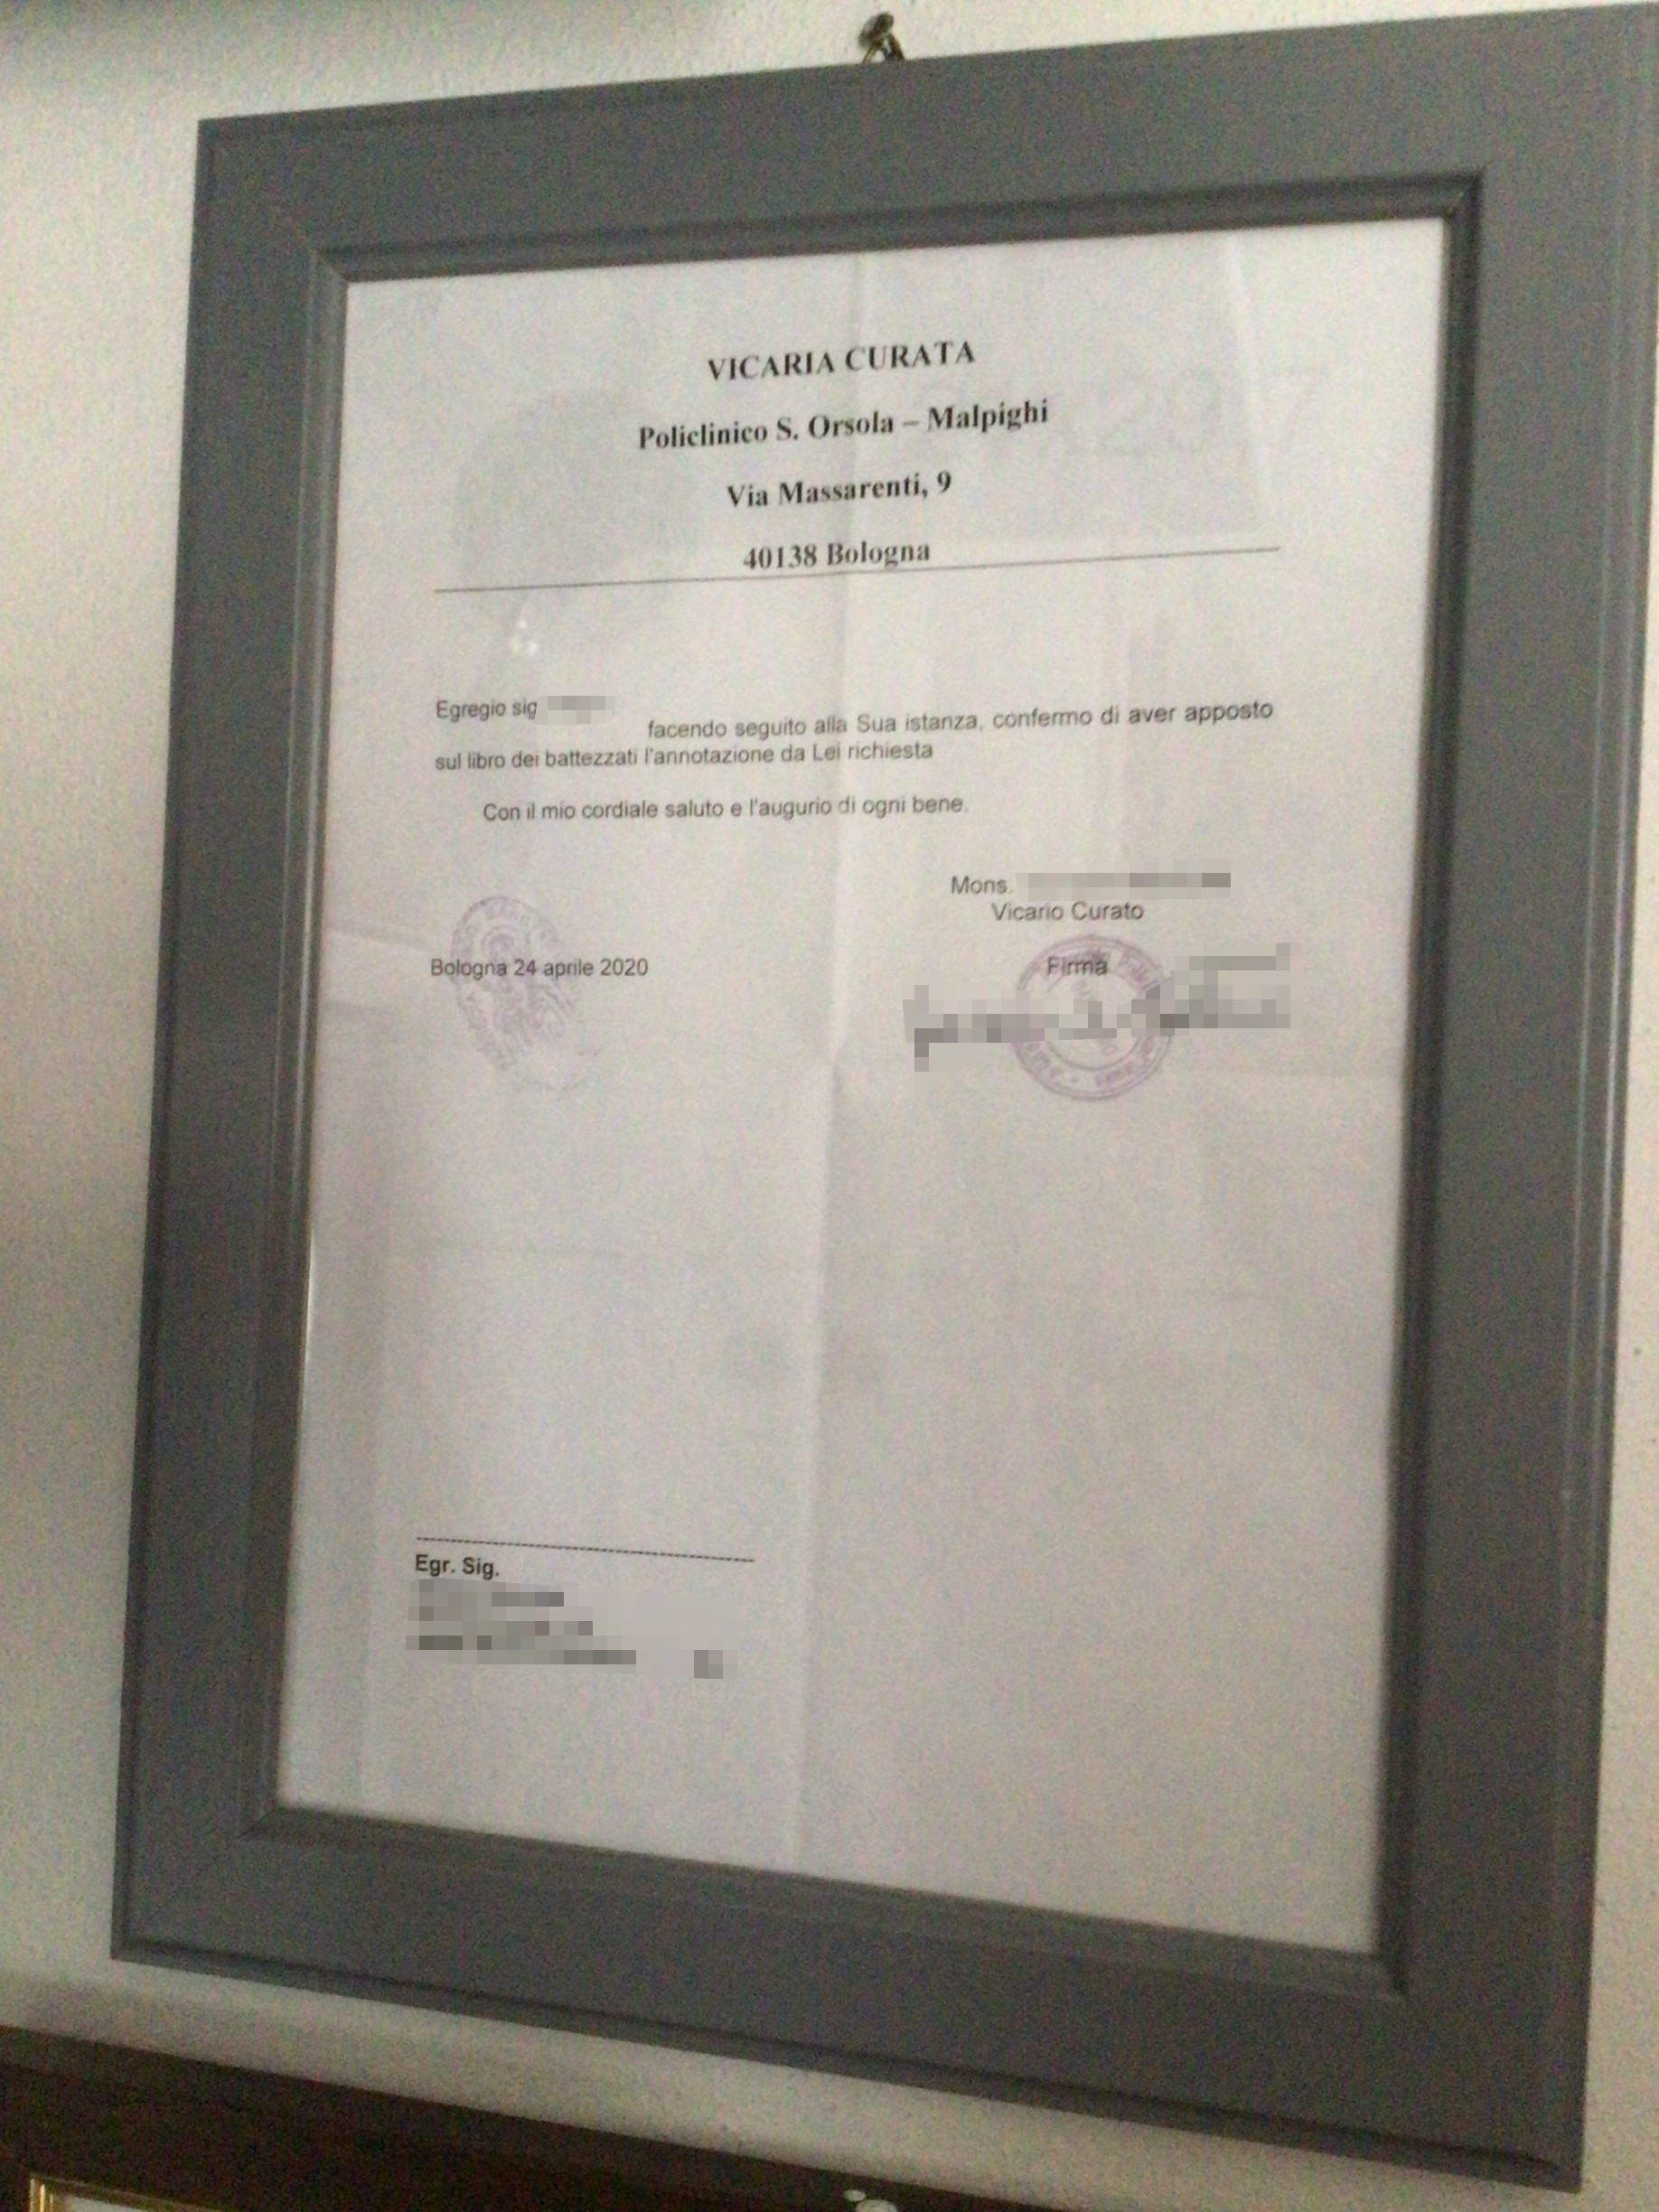 VICARIA CURATA
Policlinico S. Orsola – Malpighi
Via Massarenti, 9
40138 Bologna
Egregio sig
facendo seguito alla Sua istanza, confermo di aver apposto
sul libro dei battezzati l'annotazione da Lei richiesta
Con il mio cordiale saluto e l'augurio di ogni bene.
Mons.
Vicario Curato
Bologna 24 aprile 2020
Firma
Egr. Sig.